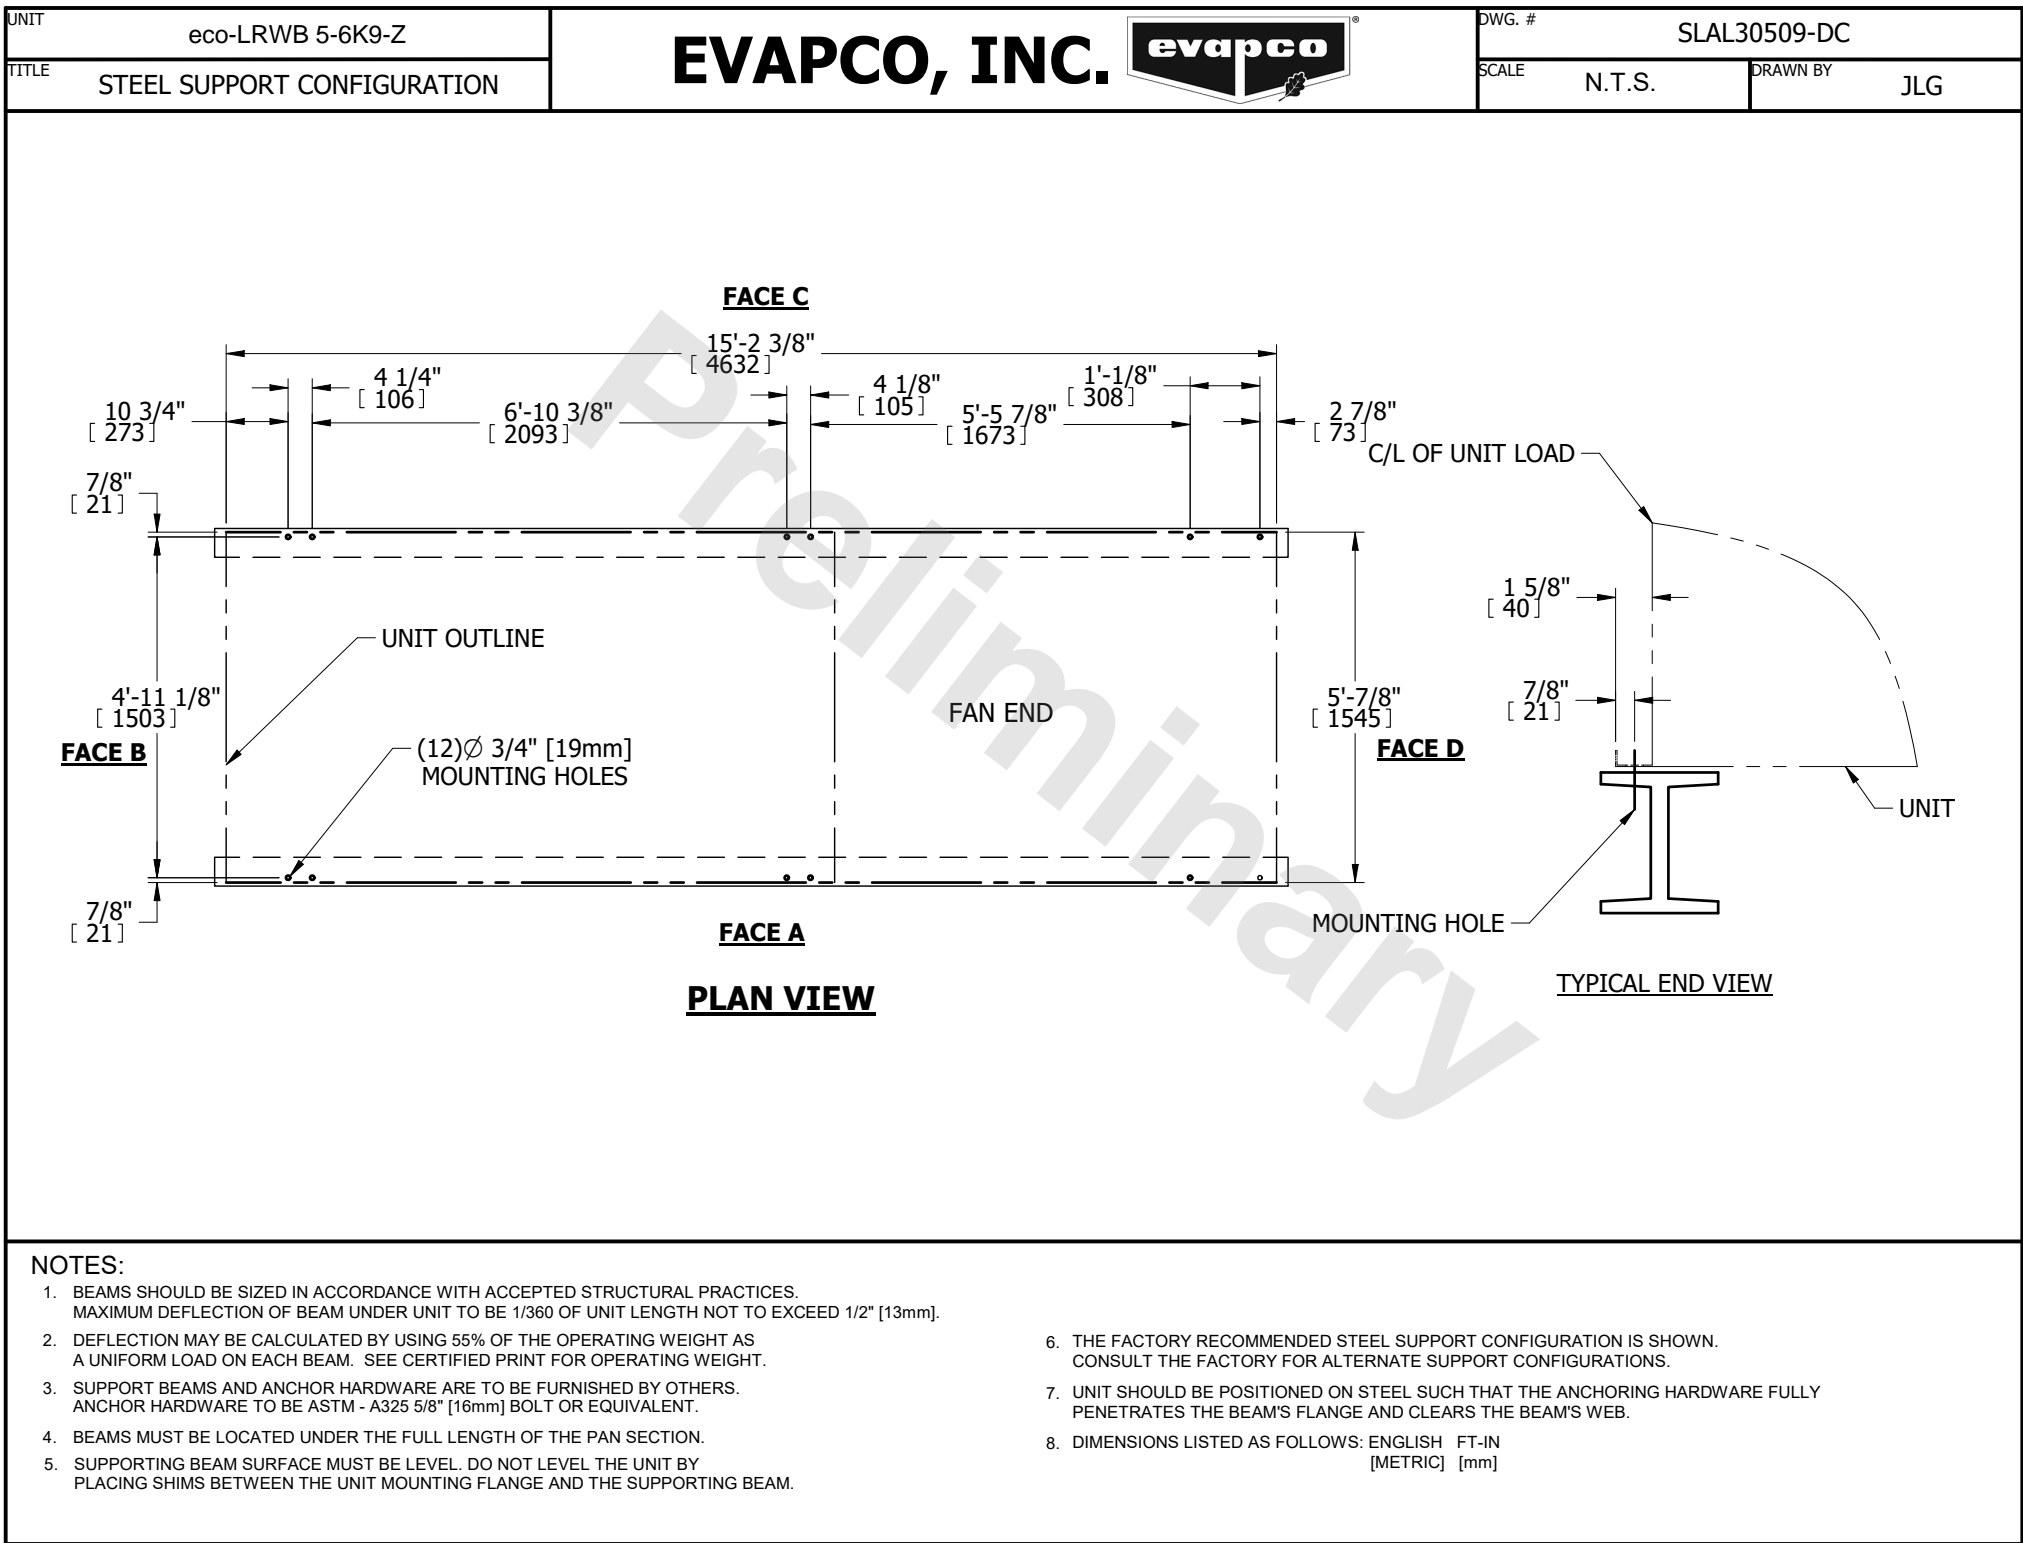 UNIT
eco-LRWB 5-6K9-Z
TITLE
STEEL SUPPORT CONFIGURATION
EVAPCO, INC.
evapco
®
DWG. #
SLAL30509-DC
SCALE
N.T.S.
DRAWN BY
JLG
FACE C
15'-2 3/8"
[ 4632]
4 1/4"
[ 106]
4 1/8"
[ 105]
1'-1/8"
[ 308]
10 3/4"
[ 273]
6'-10 3/8"
[ 2093]
5'-5 7/8"
[ 1673]
2 7/8"
[ 73]
C/L OF UNIT LOAD
7/8"
[ 21]
1 5/8"
[ 40]
UNIT OUTLINE
4'-11 1/8"
[ 1503]
FAN END
5'-7/8"
[ 1545]
7/8"
[ 21]
FACE B
(12)Ø 3/4" [19mm]
MOUNTING HOLES
FACE D
UNIT
7/8"
[ 21]
FACE A
MOUNTING HOLE
PLAN VIEW
TYPICAL END VIEW
Preliminary
NOTES:
1. BEAMS SHOULD BE SIZED IN ACCORDANCE WITH ACCEPTED STRUCTURAL PRACTICES.
MAXIMUM DEFLECTION OF BEAM UNDER UNIT TO BE 1/360 OF UNIT LENGTH NOT TO EXCEED 1/2" [13mm].
2. DEFLECTION MAY BE CALCULATED BY USING 55% OF THE OPERATING WEIGHT AS
A UNIFORM LOAD ON EACH BEAM. SEE CERTIFIED PRINT FOR OPERATING WEIGHT.
3. SUPPORT BEAMS AND ANCHOR HARDWARE ARE TO BE FURNISHED BY OTHERS.
ANCHOR HARDWARE TO BE ASTM - A325 5/8" [16mm] BOLT OR EQUIVALENT.
4. BEAMS MUST BE LOCATED UNDER THE FULL LENGTH OF THE PAN SECTION.
5. SUPPORTING BEAM SURFACE MUST BE LEVEL. DO NOT LEVEL THE UNIT BY
PLACING SHIMS BETWEEN THE UNIT MOUNTING FLANGE AND THE SUPPORTING BEAM.
6. THE FACTORY RECOMMENDED STEEL SUPPORT CONFIGURATION IS SHOWN.
CONSULT THE FACTORY FOR ALTERNATE SUPPORT CONFIGURATIONS.
7. UNIT SHOULD BE POSITIONED ON STEEL SUCH THAT THE ANCHORING HARDWARE FULLY
PENETRATES THE BEAM'S FLANGE AND CLEARS THE BEAM'S WEB.
8. DIMENSIONS LISTED AS FOLLOWS: ENGLISH FT-IN
[METRIC] [mm]